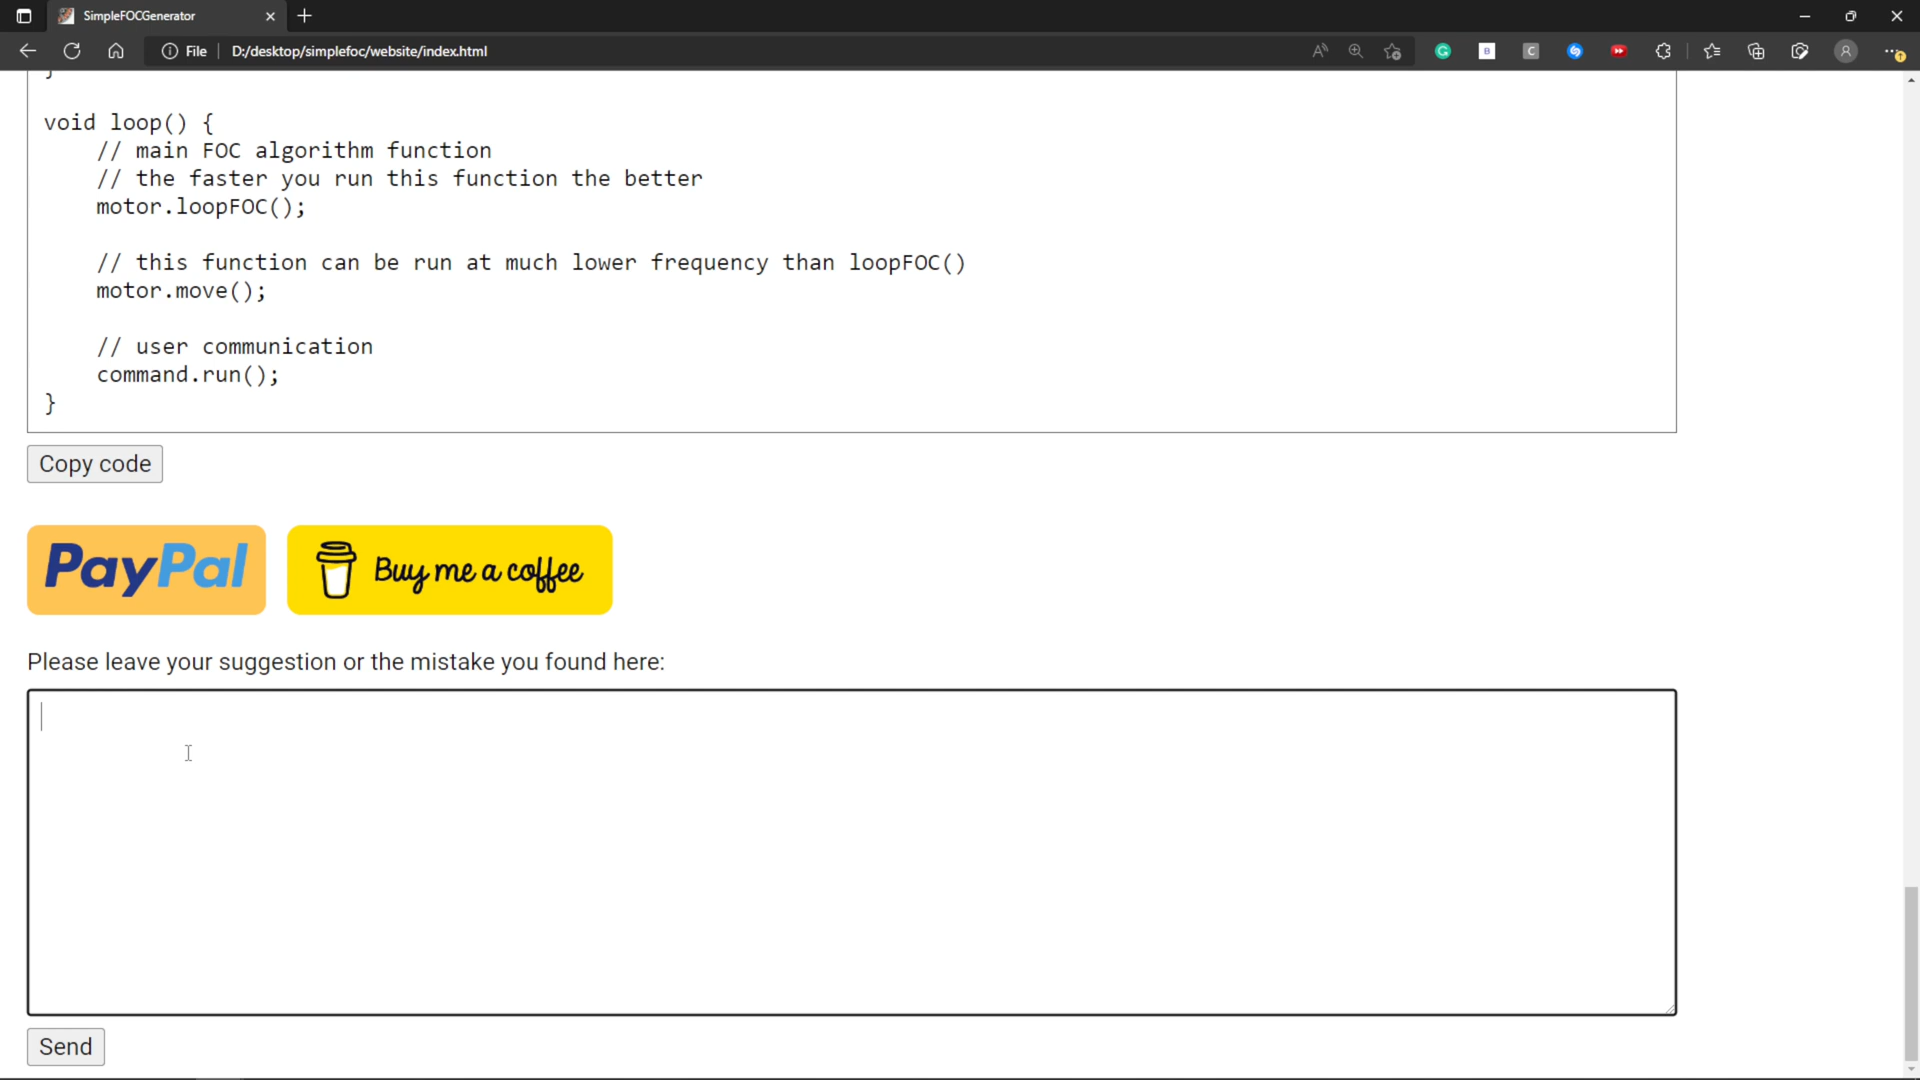 SimpleFOCGenerator
File D:/desktop/simplefoc/website/index.html
}
void loop() {
// main FOC algorithm function
// the faster you run this function the better
motor.loopFOC();
// this function can be run at much lower frequency than loopFOC()
motor.move();
// user communication
command.run();
}
Copy code
PayPal Buy me a coffee
Please leave your suggestion or the mistake you found here:
Send